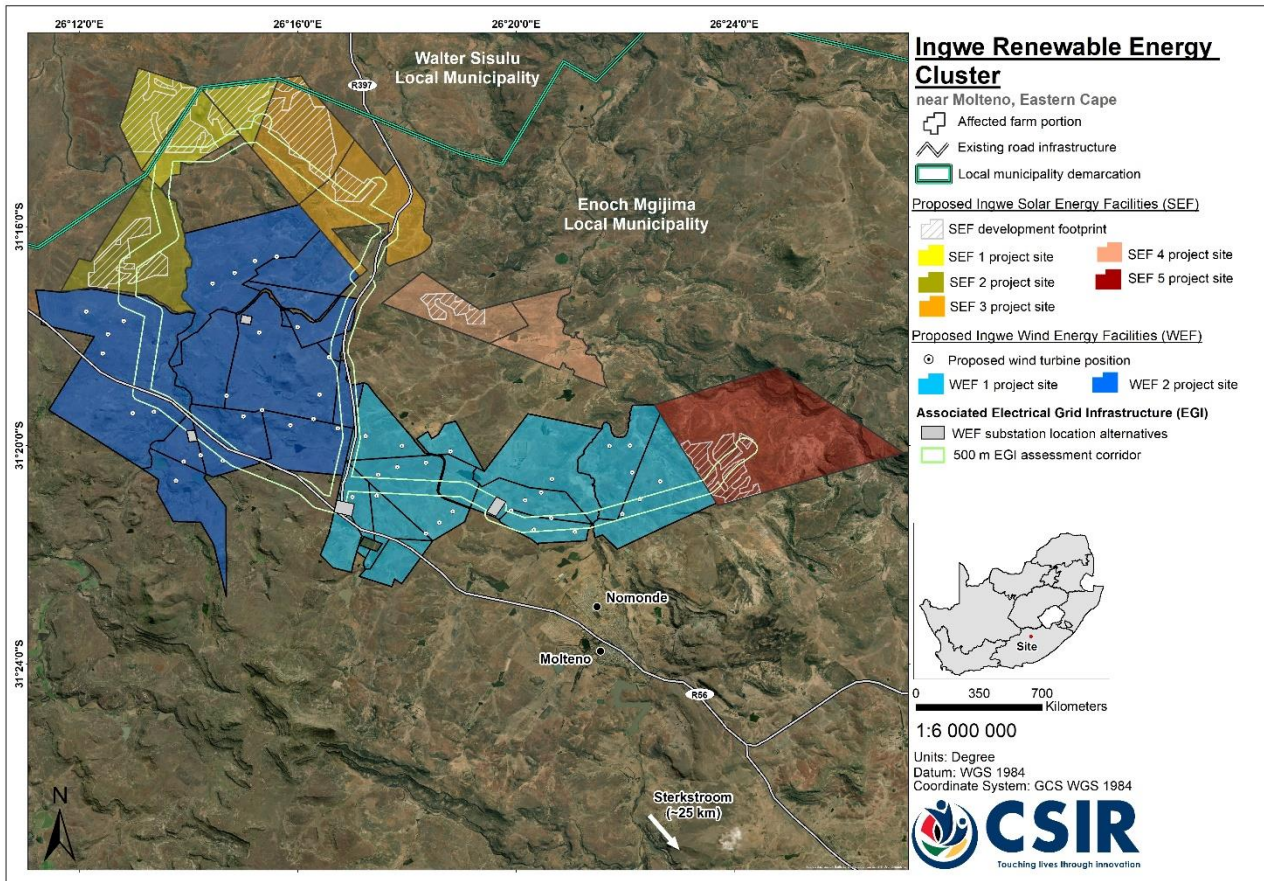 26°12'0"E
26°16'0"E
26°20'0"E
26°24'0"E
31°16'0"S
31°20'0"S
31°24'0"S
Walter Sisulu
Local Municipality
R397
Enoch Mgijima
Local Municipality
Nomonde
Molteno
R56
Sterkstroom
(~25 km)
N
Ingwe Renewable Energy
Cluster
near Molteno, Eastern Cape
Affected farm portion
Existing road infrastructure
Local municipality demarcation
Proposed Ingwe Solar Energy Facilities (SEF)
SEF development footprint
SEF 1 project site
SEF 4 project site
SEF 2 project site
SEF 5 project site
SEF 3 project site
Proposed Ingwe Wind Energy Facilities (WEF)
Proposed wind turbine position
WEF 1 project site
WEF 2 project site
Associated Electrical Grid Infrastructure (EGI)
WEF substation location alternatives
500 m EGI assessment corridor
Site
0 350 700
Kilometers
1:6 000 000
Units: Degree
Datum: WGS 1984
Coordinate System: GCS WGS 1984
CSIR
Touching lives through innovation